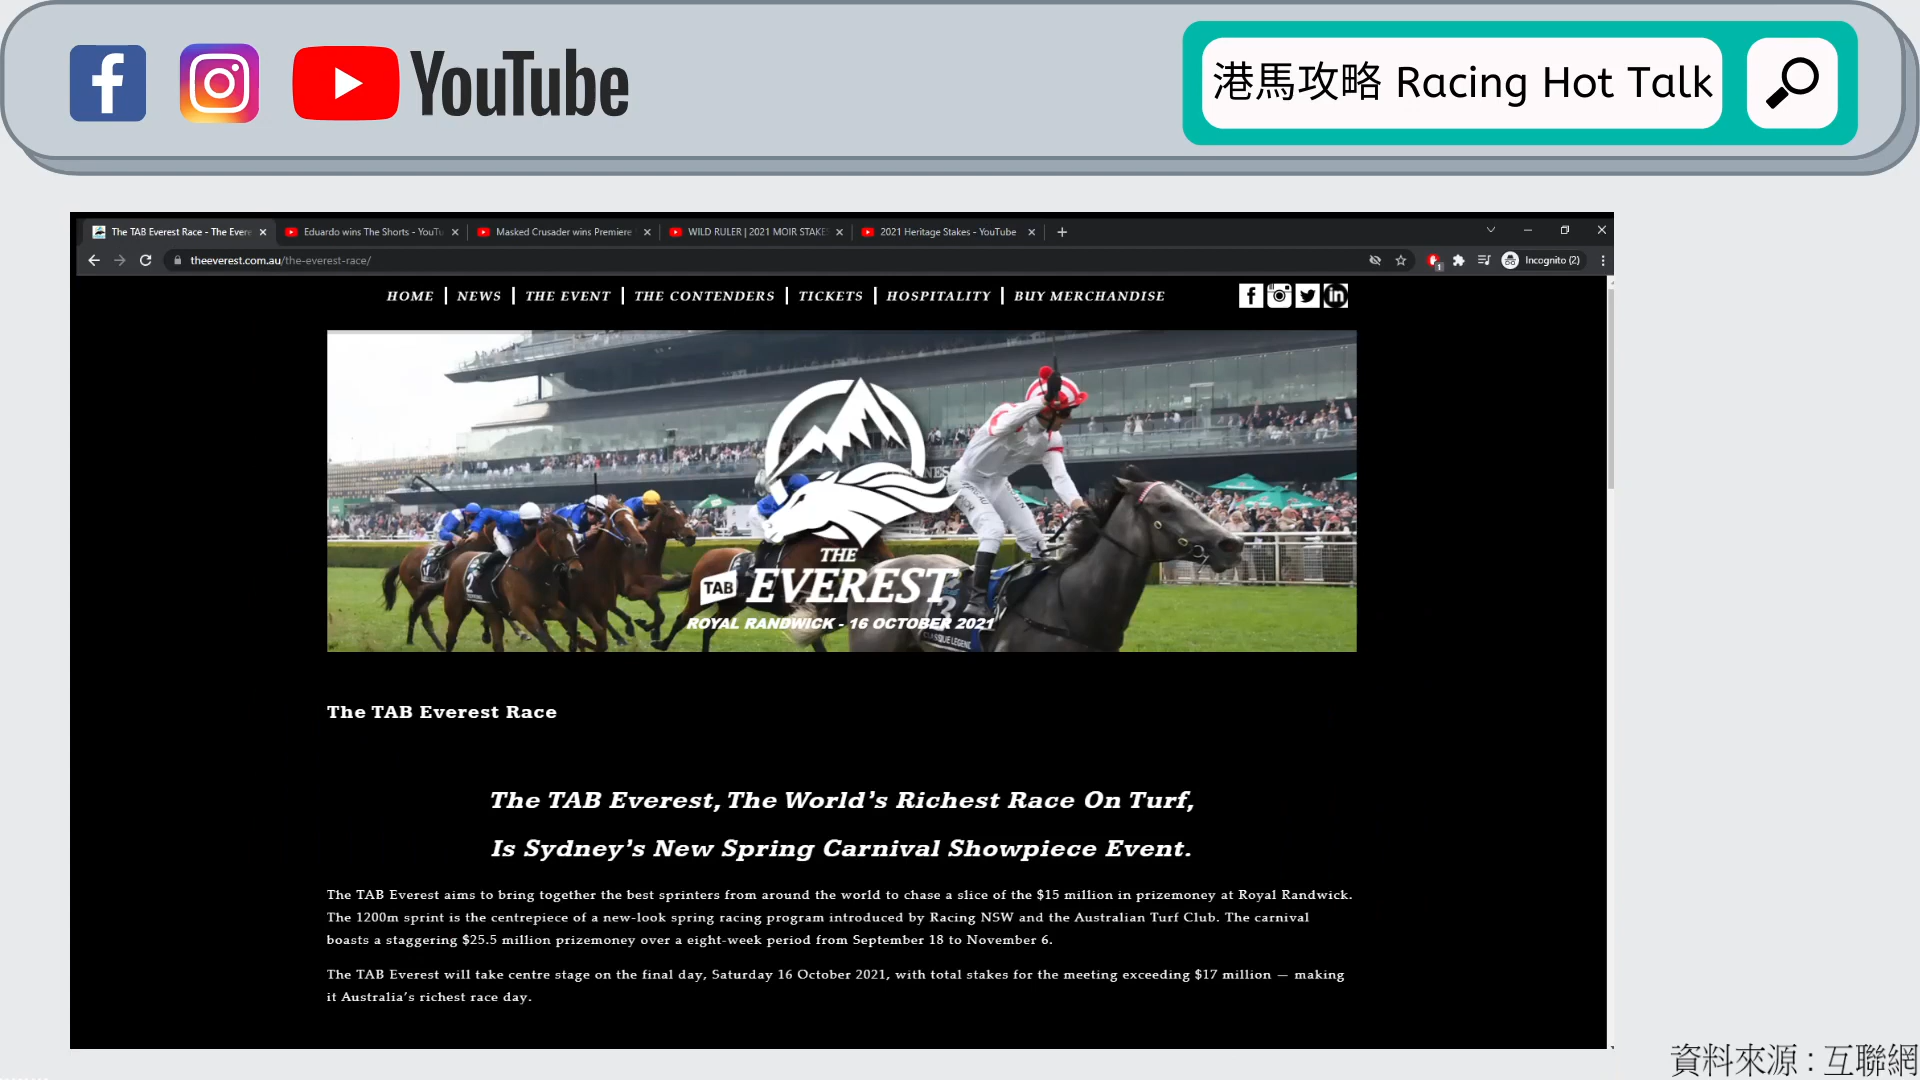 YouTube
港馬攻略 Racing Hot Talk
The TAB Everest Race - The Ever
Eduardo wins The Shorts - YouTu
Masked Crusader wins Premiere
WILD RULER | 2021 MOIR STAKES
2021 Heritage Stakes - YouTube
theeverest.com.au/the-everest-race/
Incognito (2)
HOME | NEWS | THE EVENT | THE CONTENDERS | TICKETS | HOSPITALITY | BUY MERCHANDISE
THE
TAB EVEREST
ROYAL RANDWICK - 16 OCTOBER 2021
The TAB Everest Race
The TAB Everest, The World's Richest Race On Turf,
Is Sydney's New Spring Carnival Showpiece Event.
The TAB Everest aims to bring together the best sprinters from around the world to chase a slice of the $15 million in prizemoney at Royal Randwick.
The 1200m sprint is the centrepiece of a new-look spring racing program introduced by Racing NSW and the Australian Turf Club. The carnival
boasts a staggering $25.5 million prizemoney over a eight-week period from September 18 to November 6.
The TAB Everest will take centre stage on the final day, Saturday 16 October 2021, with total stakes for the meeting exceeding $17 million — making
it Australia's richest race day.
資料來源 : 互聯網